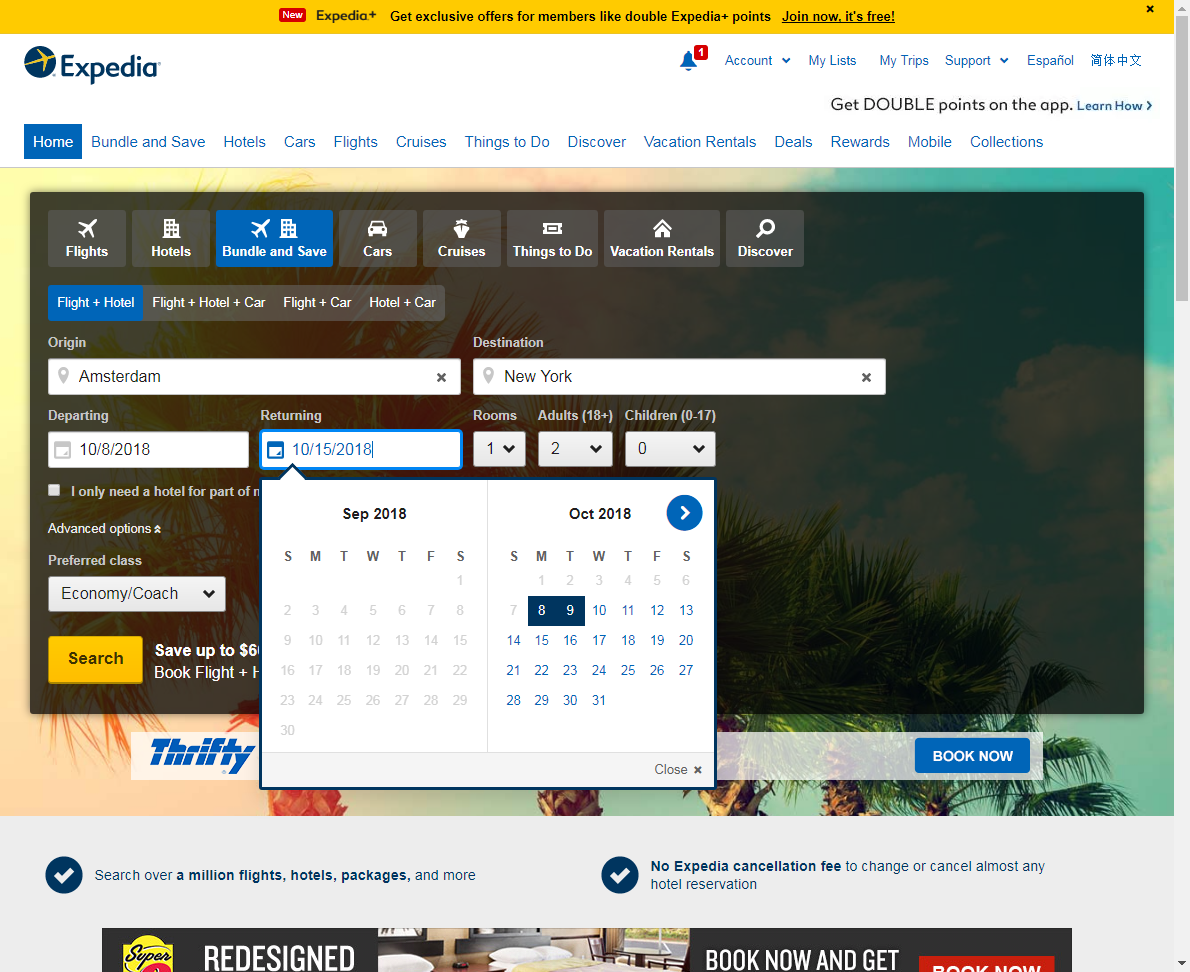 New Expedia+ Get exclusive offers for members like double Expedia+ points Join now, it's free!
Expedia
1 Account My Lists My Trips Support Español 简体中文
Get DOUBLE points on the app. Learn How
Home Bundle and Save Hotels Cars Flights Cruises Things to Do Discover Vacation Rentals Deals Rewards Mobile Collections
Flights Hotels Bundle and Save Cars Cruises Things to Do Vacation Rentals Discover
Flight + Hotel Flight + Hotel + Car Flight + Car Hotel + Car
Origin Destination
Amsterdam New York
Departing Returning Rooms Adults (18+) Children (0-17)
10/8/2018 10/15/2018 1 2 0
I only need a hotel for part of
Advanced options
Preferred class
Economy/Coach
Search
Save up to $6
Book Flight + H
Sep 2018
S M T W T F S
1
2 3 4 5 6 7 8
9 10 11 12 13 14 15
16 17 18 19 20 21 22
23 24 25 26 27 28 29
30
Oct 2018
S M T W T F S
1 2 3 4 5 6
7 8 9 10 11 12 13
14 15 16 17 18 19 20
21 22 23 24 25 26 27
28 29 30 31
Close
Thrifty
BOOK NOW
Search over a million flights, hotels, packages, and more
No Expedia cancellation fee to change or cancel almost any
hotel reservation
Super
REDESIGNED
BOOK NOW AND GET
BOOK NOW